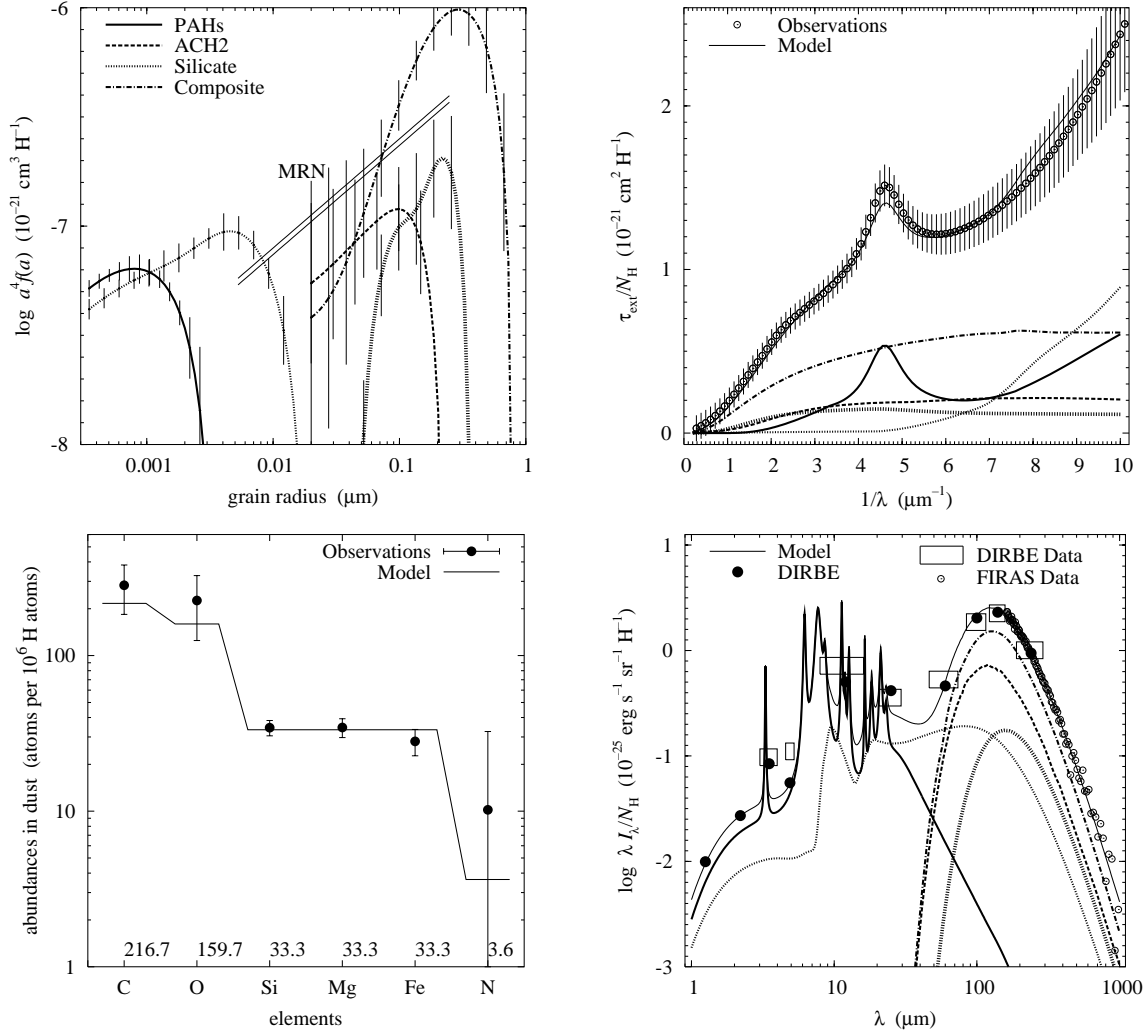 -6
-7
-8
log a⁴f(a) (10⁻²¹ cm³ H⁻¹)
PAHs
ACH2
Silicate
Composite
MRN
0.001
0.01
0.1
1
grain radius (μm)
Observations
Model
2
1
0
τext/NH (10⁻²¹ cm² H⁻¹)
0
1
2
3
4
5
6
7
8
9
10
1/λ (μm⁻¹)
Observations
Model
100
10
1
abundances in dust (atoms per 10⁶ H atoms)
216.7
159.7
33.3
33.3
33.3
3.6
C
O
Si
Mg
Fe
N
elements
Model
DIRBE
DIRBE Data
FIRAS Data
1
0
-1
-2
-3
log λ Iλ/NH (10⁻²⁵ erg s⁻¹ sr⁻¹ H⁻¹)
1
10
100
1000
λ (μm)